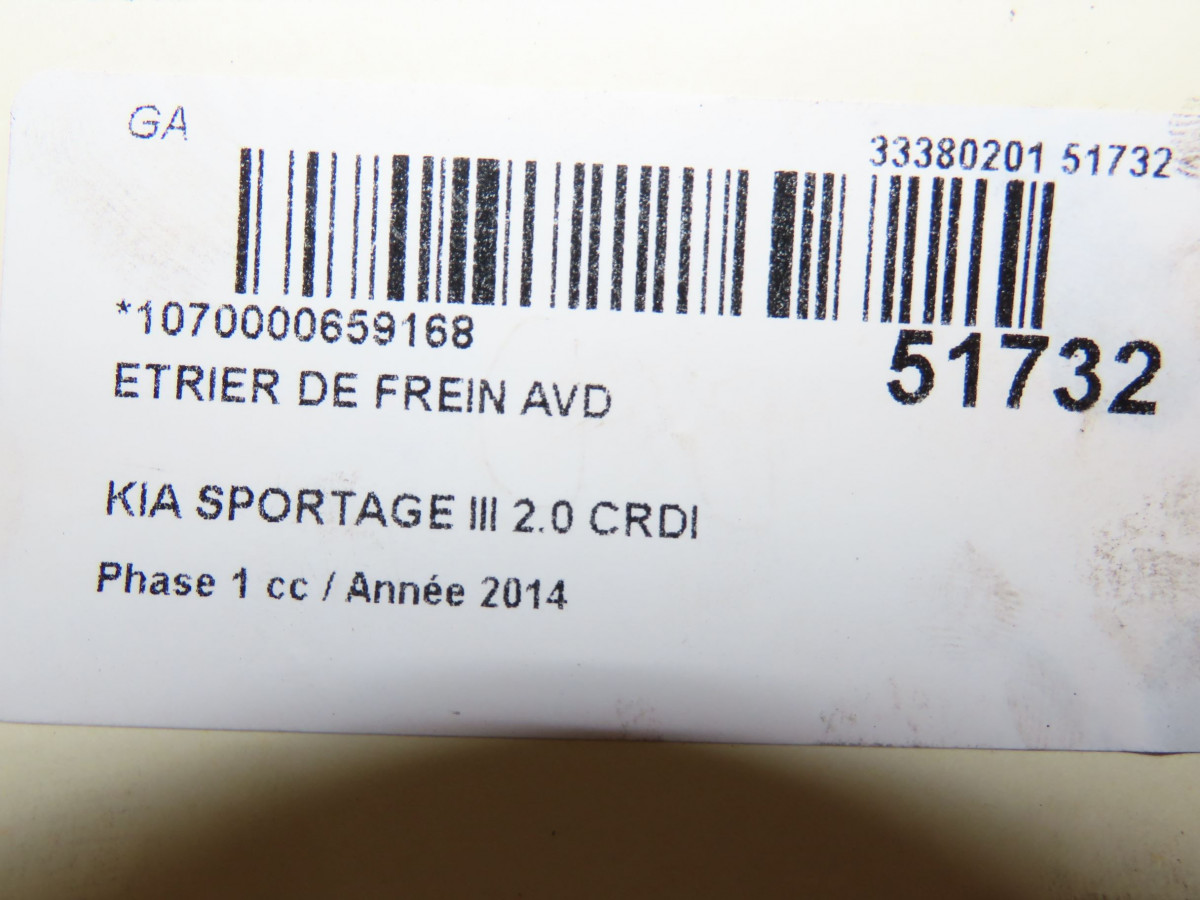 GA
33380201 51732
*1070000659168
51732
ETRIER DE FREIN AVD
KIA SPORTAGE III 2.0 CRDI
Phase 1 cc / Année 2014